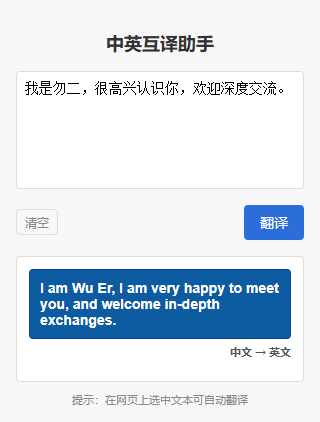 中英互译助手
我是勿二，很高兴认识你，欢迎深度交流。
清空
翻译
I am Wu Er, I am very happy to meet
you, and welcome in-depth
exchanges.
中文 → 英文
提示：在网页上选中文本可自动翻译